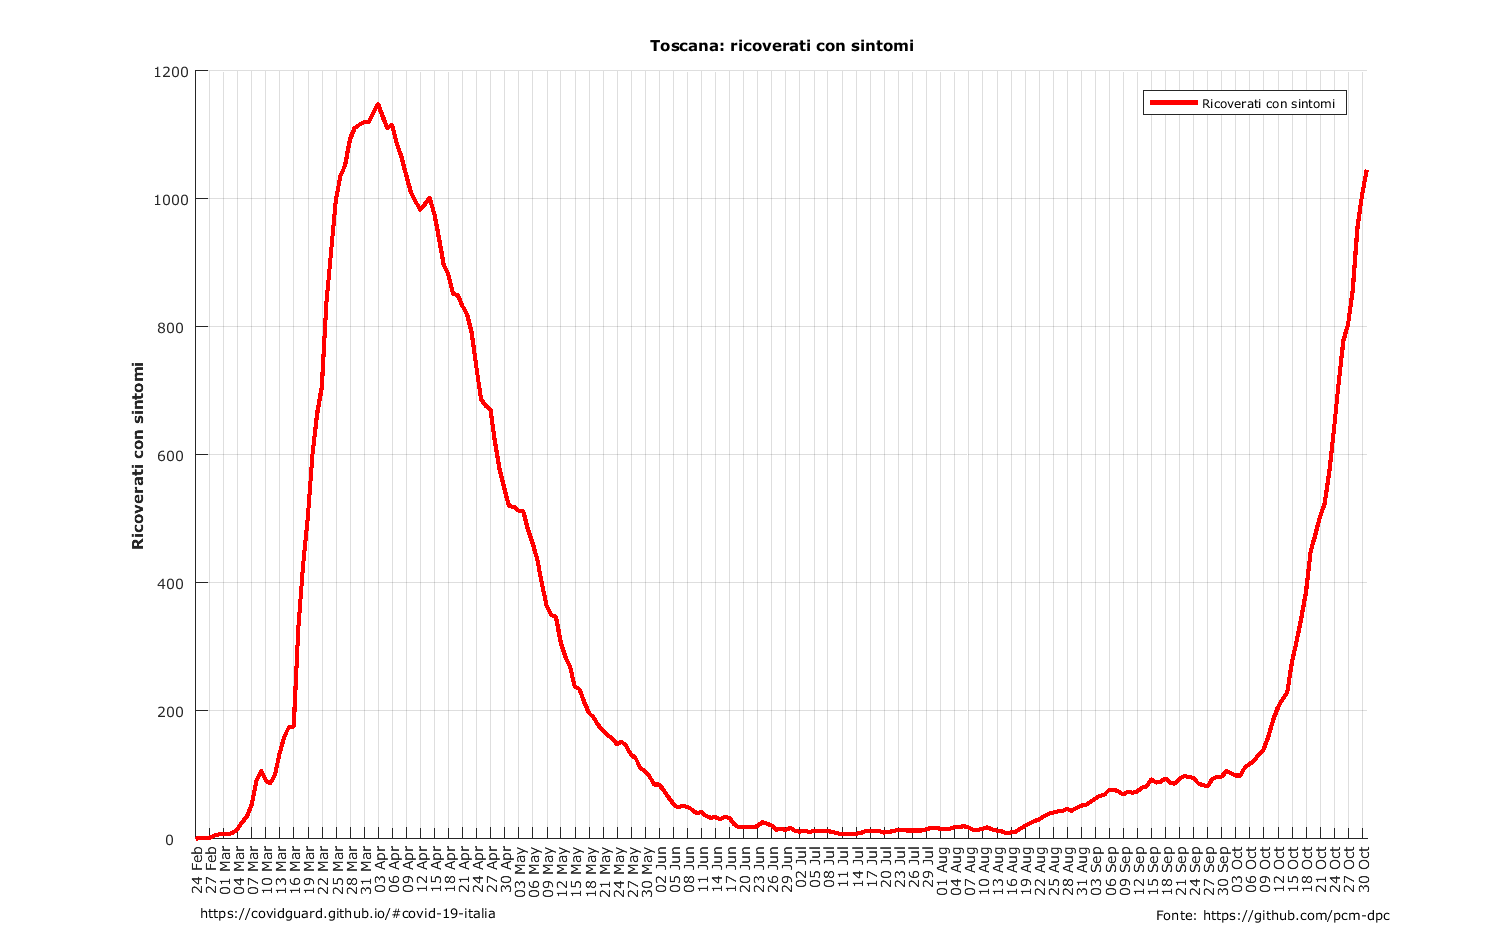 Toscana: ricoverati con sintomi
Ricoverati con sintomi
Ricoverati con sintomi
1200
1000
800
600
400
200
0
24 Feb
27 Feb
01 Mar
04 Mar
07 Mar
10 Mar
13 Mar
16 Mar
19 Mar
22 Mar
25 Mar
28 Mar
31 Mar
03 Apr
06 Apr
09 Apr
12 Apr
15 Apr
18 Apr
21 Apr
24 Apr
27 Apr
30 Apr
03 May
06 May
09 May
12 May
15 May
18 May
21 May
24 May
27 May
30 May
02 Jun
05 Jun
08 Jun
11 Jun
14 Jun
17 Jun
20 Jun
23 Jun
26 Jun
29 Jun
02 Jul
05 Jul
08 Jul
11 Jul
14 Jul
17 Jul
20 Jul
23 Jul
26 Jul
29 Jul
01 Aug
04 Aug
07 Aug
10 Aug
13 Aug
16 Aug
19 Aug
22 Aug
25 Aug
28 Aug
31 Aug
03 Sep
06 Sep
09 Sep
12 Sep
15 Sep
18 Sep
21 Sep
24 Sep
27 Sep
30 Sep
03 Oct
06 Oct
09 Oct
12 Oct
15 Oct
18 Oct
21 Oct
24 Oct
27 Oct
30 Oct
https://covidguard.github.io/#covid-19-italia
Fonte: https://github.com/pcm-dpc